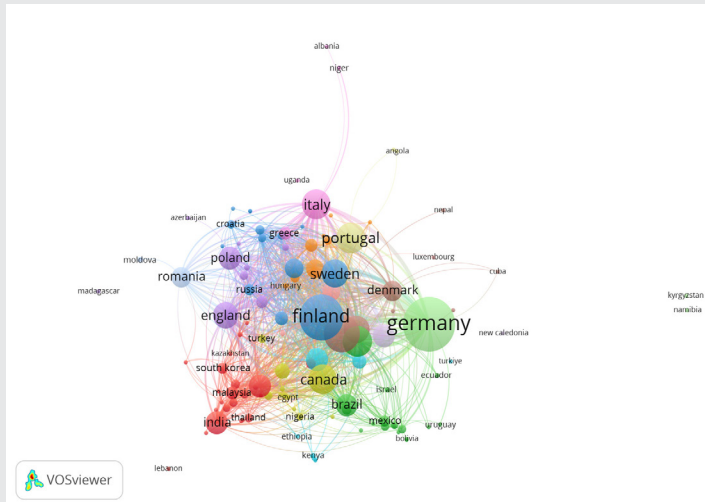 albania
niger
angola
uganda
italy
nepal
azerbaijan
croatia
greece
portugal
moldova
poland
luxembourg
romania
sweden
cuba
madagascar
russia
hungary
denmark
kyrgyzstan
namibia
england
finland
germany
turkey
new caledonia
kazakhstan
turkiye
south korea
canada
ecuador
malaysia
egypt
israel
brazil
india
thailand
nigeria
mexico
uruguay
ethiopia
bolivia
kenya
lebanon
VOSviewer